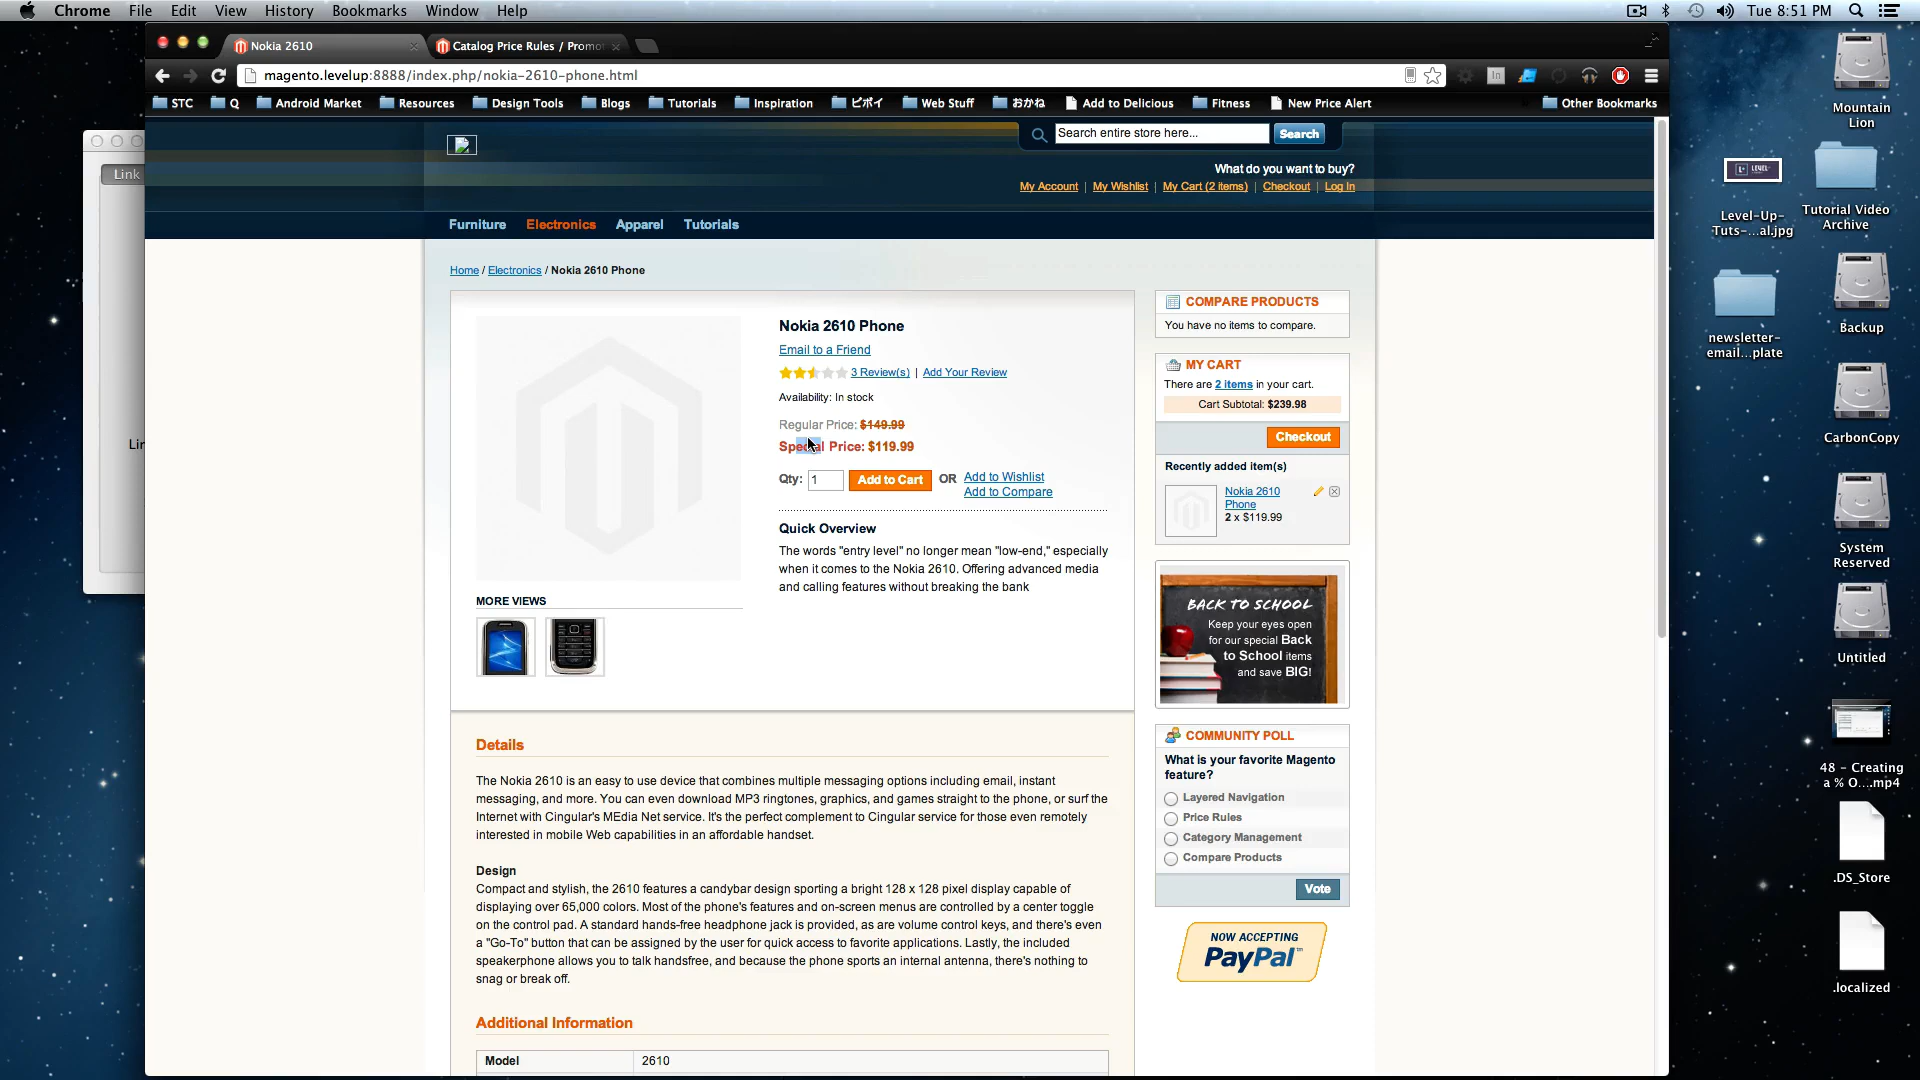 Chrome File Edit View History Bookmarks Window Help Tue 8:51 PM
Nokia 2610 Catalog Price Rules / Promo
magento.levelup:8888/index.php/nokia-2610-phone.html
STC Q Android Market Resources Design Tools Blogs Tutorials Inspiration ビボイ Web Stuff おかね Add to Delicious Fitness New Price Alert Other Bookmarks
Search entire store here... Search
What do you want to buy?
My Account | My Wishlist | My Cart (2 items) | Checkout | Log In
Furniture Electronics Apparel Tutorials
Home / Electronics / Nokia 2610 Phone
Nokia 2610 Phone
Email to a Friend
3 Review(s) | Add Your Review
Availability: In stock
Regular Price: $149.99
Special Price: $119.99
Qty: 1 Add to Cart OR Add to Wishlist
Add to Compare
Quick Overview
The words "entry level" no longer mean "low-end," especially
when it comes to the Nokia 2610. Offering advanced media
and calling features without breaking the bank
MORE VIEWS
Details
The Nokia 2610 is an easy to use device that combines multiple messaging options including email, instant
messaging, and more. You can even download MP3 ringtones, graphics, and games straight to the phone, or surf the
Internet with Cingular's MEdia Net service. It's the perfect complement to Cingular service for those even remotely
interested in mobile Web capabilities in an affordable handset.
Design
Compact and stylish, the 2610 features a candybar design sporting a bright 128 x 128 pixel display capable of
displaying over 65,000 colors. Most of the phone's features and on-screen menus are controlled by a center toggle
on the control pad. A standard hands-free headphone jack is provided, as are volume control keys, and there's even
a "Go-To" button that can be assigned by the user for quick access to favorite applications. Lastly, the included
speakerphone allows you to talk handsfree, and because the phone sports an internal antenna, there's nothing to
snag or break off.
Additional Information
Model 2610
COMPARE PRODUCTS
You have no items to compare.
MY CART
There are 2 items in your cart.
Cart Subtotal: $239.98
Checkout
Recently added item(s)
Nokia 2610
Phone
2 x $119.99
BACK TO SCHOOL
Keep your eyes open
for our special Back
to School items
and save BIG!
COMMUNITY POLL
What is your favorite Magento
feature?
Layered Navigation
Price Rules
Category Management
Compare Products
Vote
NOW ACCEPTING
PayPal
Link
Lin
Mountain
Lion
LEVEL
Level-Up-
Tuts-...al.jpg
Tutorial Video
Archive
newsletter-
email...plate
Backup
CarbonCopy
System
Reserved
Untitled
48 - Creating
a % O....mp4
.DS_Store
.localized